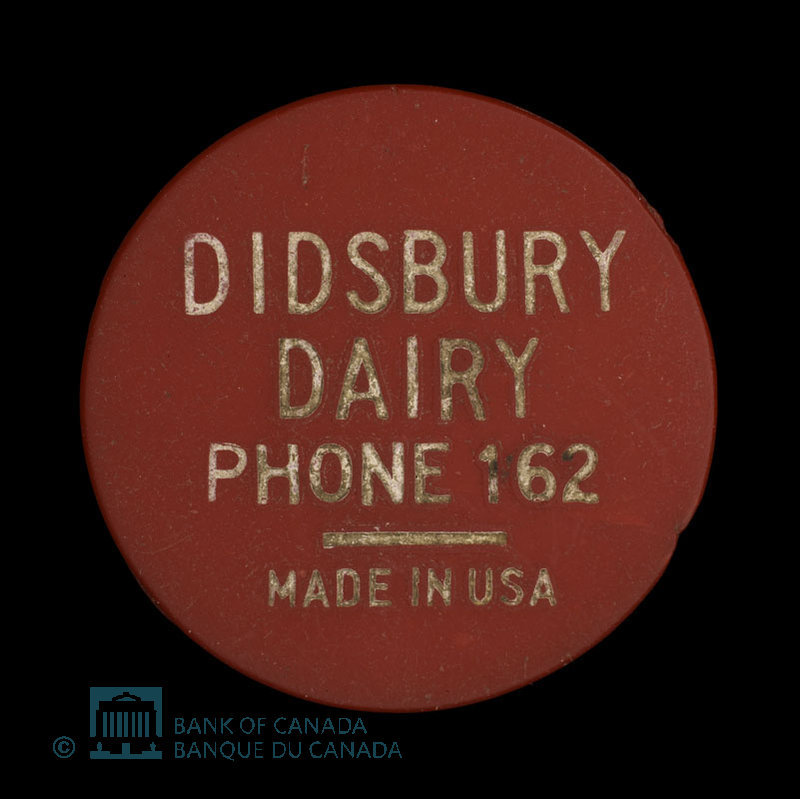 DIDSBURY
DAIRY
PHONE 162
MADE IN USA
© BANK OF CANADA
BANQUE DU CANADA